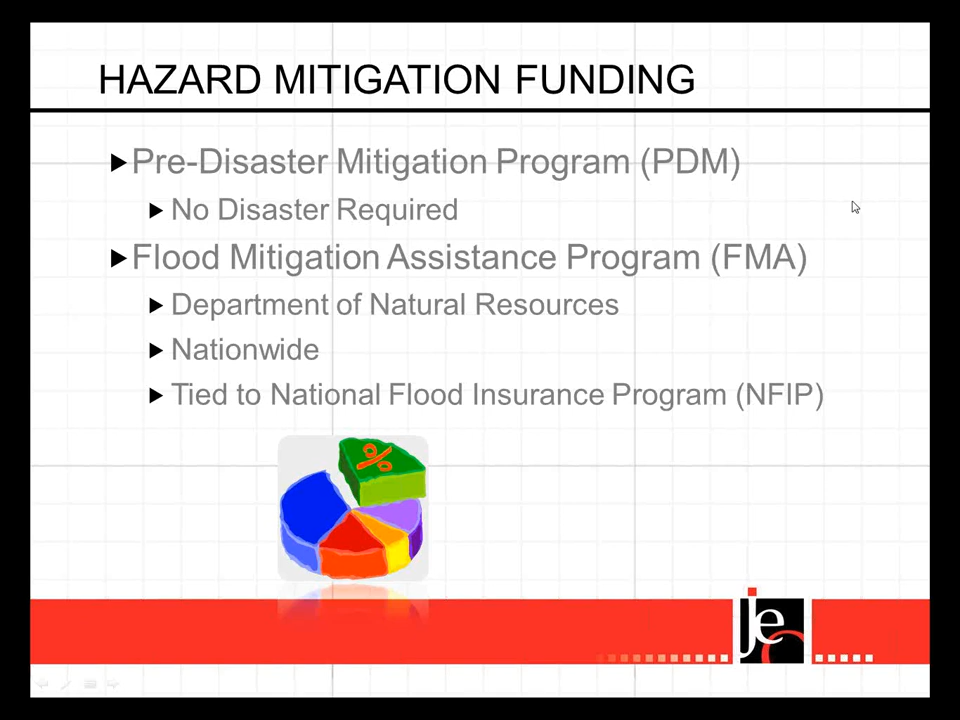 HAZARD MITIGATION FUNDING
Pre-Disaster Mitigation Program (PDM)
No Disaster Required
Flood Mitigation Assistance Program (FMA)
Department of Natural Resources
Nationwide
Tied to National Flood Insurance Program (NFIP)
%
jeo